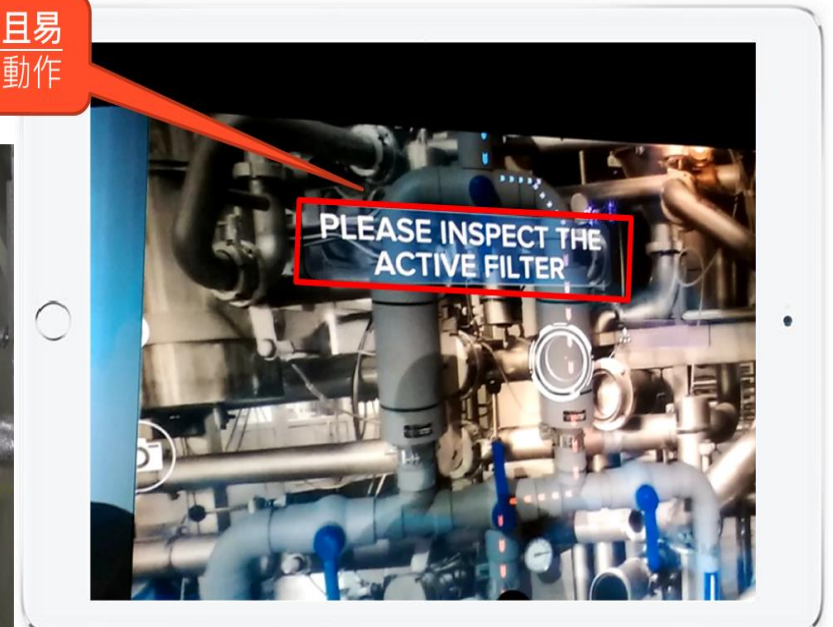 且易
動作
PLEASE INSPECT THE
ACTIVE FILTER